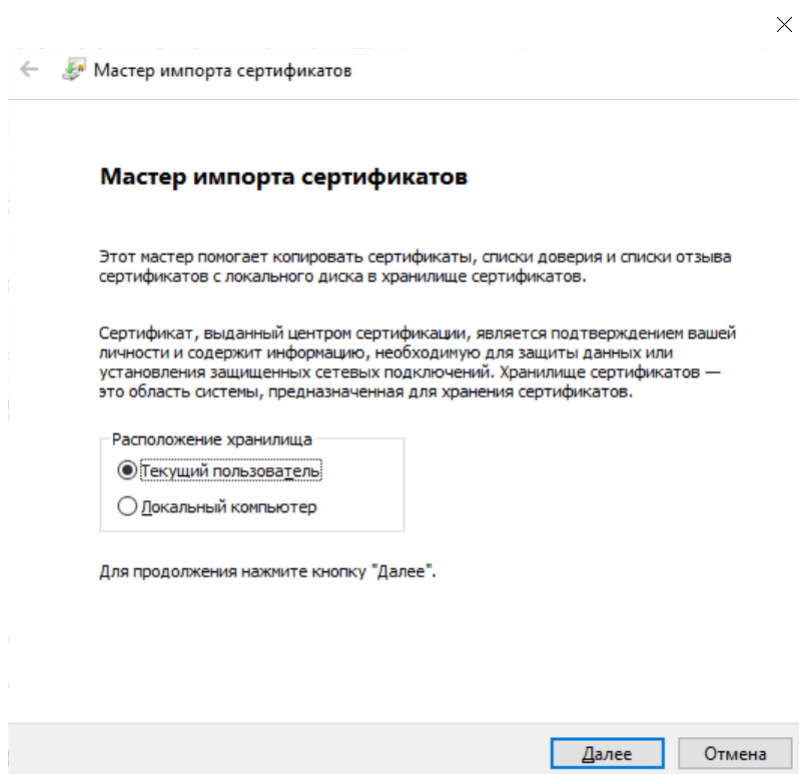 Мастер импорта сертификатов
Мастер импорта сертификатов
Этот мастер помогает копировать сертификаты, списки доверия и списки отзыва
сертификатов с локального диска в хранилище сертификатов.
Сертификат, выданный центром сертификации, является подтверждением вашей
личности и содержит информацию, необходимую для защиты данных или
установления защищенных сетевых подключений. Хранилище сертификатов —
это область системы, предназначенная для хранения сертификатов.
Расположение хранилища
Текущий пользователь
Локальный компьютер
Для продолжения нажмите кнопку "Далее".
Далее Отмена